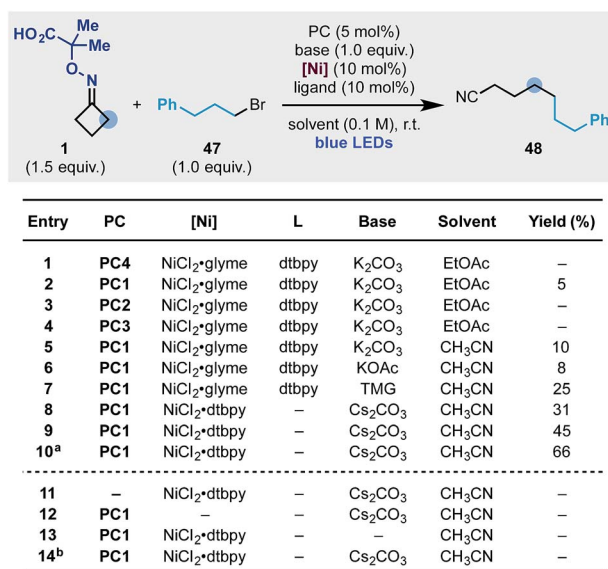 HO₂C Me
Me
O
N
1
(1.5 equiv.)
+
Ph Br
47
(1.0 equiv.)
PC (5 mol%)
base (1.0 equiv.)
[Ni] (10 mol%)
ligand (10 mol%)
solvent (0.1 M), r.t.
blue LEDs
NC Ph
48
Entry PC [Ni] L Base Solvent Yield (%)
1 PC4 NiCl₂•glyme dtbpy K₂CO₃ EtOAc –
2 PC1 NiCl₂•glyme dtbpy K₂CO₃ EtOAc 5
3 PC2 NiCl₂•glyme dtbpy K₂CO₃ EtOAc –
4 PC3 NiCl₂•glyme dtbpy K₂CO₃ EtOAc –
5 PC1 NiCl₂•glyme dtbpy K₂CO₃ CH₃CN 10
6 PC1 NiCl₂•glyme dtbpy KOAc CH₃CN 8
7 PC1 NiCl₂•glyme dtbpy TMG CH₃CN 25
8 PC1 NiCl₂•dtbpy – Cs₂CO₃ CH₃CN 31
9 PC1 NiCl₂•dtbpy – Cs₂CO₃ CH₃CN 45
10ᵃ PC1 NiCl₂•dtbpy – Cs₂CO₃ CH₃CN 66
11 – NiCl₂•dtbpy – Cs₂CO₃ CH₃CN –
12 PC1 – – Cs₂CO₃ CH₃CN –
13 PC1 NiCl₂•dtbpy – – CH₃CN –
14ᵇ PC1 NiCl₂•dtbpy – Cs₂CO₃ CH₃CN –